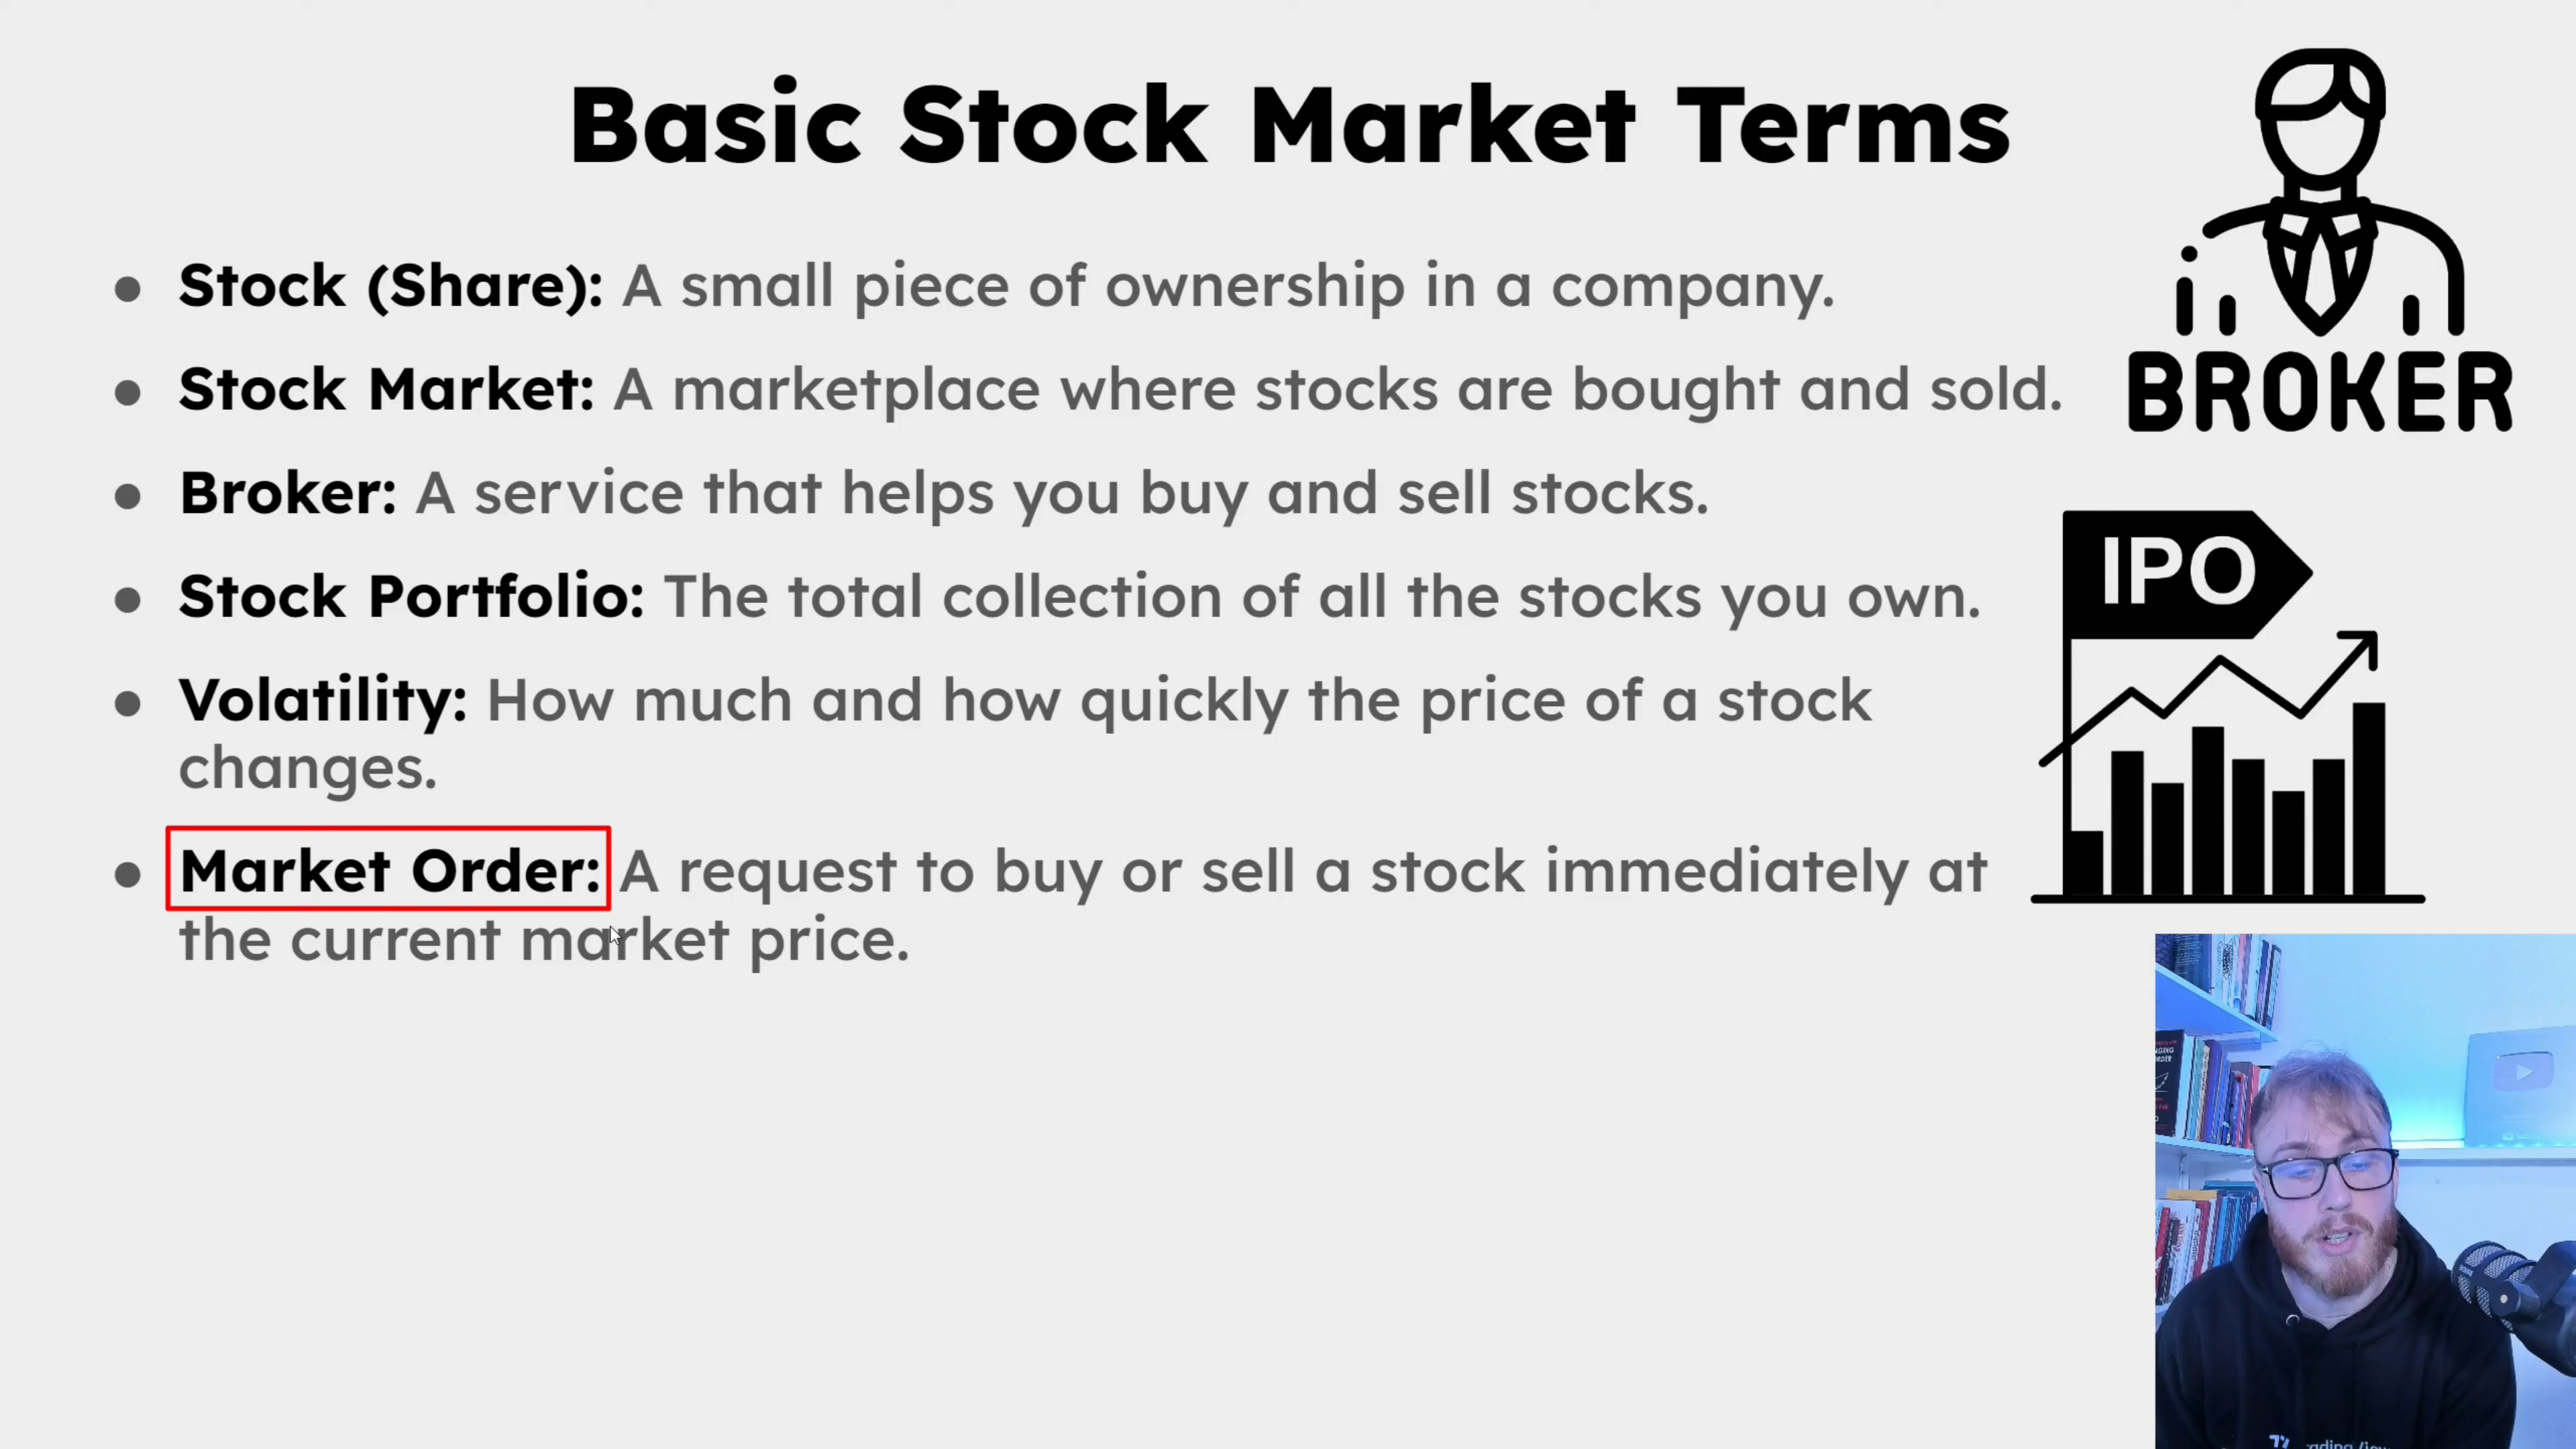 Basic Stock Market Terms
● Stock (Share): A small piece of ownership in a company.
● Stock Market: A marketplace where stocks are bought and sold.
● Broker: A service that helps you buy and sell stocks.
● Stock Portfolio: The total collection of all the stocks you own.
● Volatility: How much and how quickly the price of a stock
changes.
● Market Order: A request to buy or sell a stock immediately at
the current market price.
BROKER
IPO